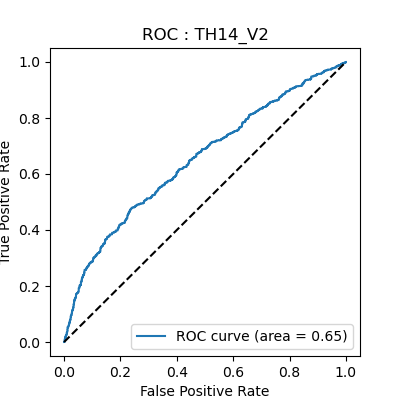 ROC : TH14_V2
True Positive Rate
1.0
0.8
0.6
0.4
0.2
0.0
ROC curve (area = 0.65)
0.0 0.2 0.4 0.6 0.8 1.0
False Positive Rate